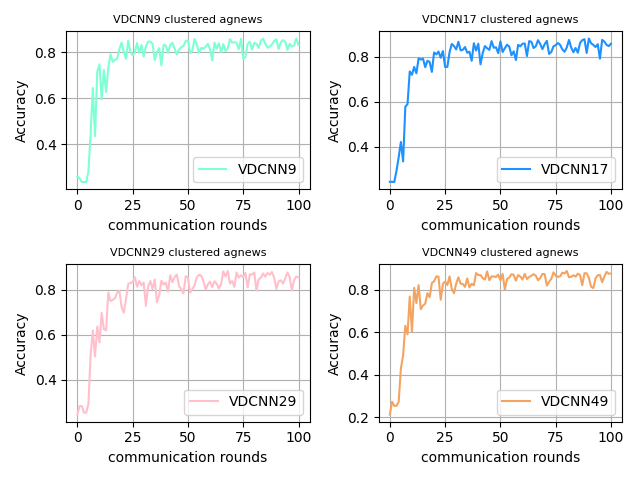 VDCNN9 clustered agnews
Accuracy
0.8
0.6
0.4
VDCNN9
0 25 50 75 100
communication rounds
VDCNN17 clustered agnews
Accuracy
0.8
0.6
0.4
VDCNN17
0 25 50 75 100
communication rounds
VDCNN29 clustered agnews
Accuracy
0.8
0.6
0.4
VDCNN29
0 25 50 75 100
communication rounds
VDCNN49 clustered agnews
Accuracy
0.8
0.6
0.4
0.2
VDCNN49
0 25 50 75 100
communication rounds